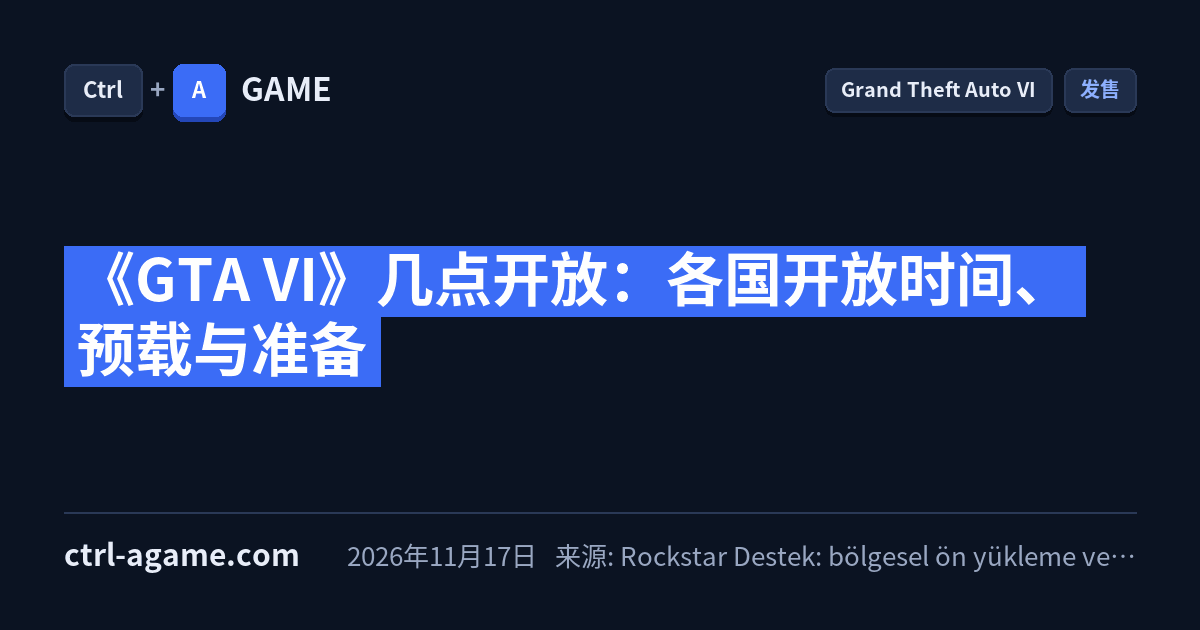 Ctrl + A GAME
Grand Theft Auto VI 发售
《GTA VI》几点开放：各国开放时间、
预载与准备
ctrl-agame.com 2026年11月17日 来源: Rockstar Destek: bölgesel ön yükleme ve…